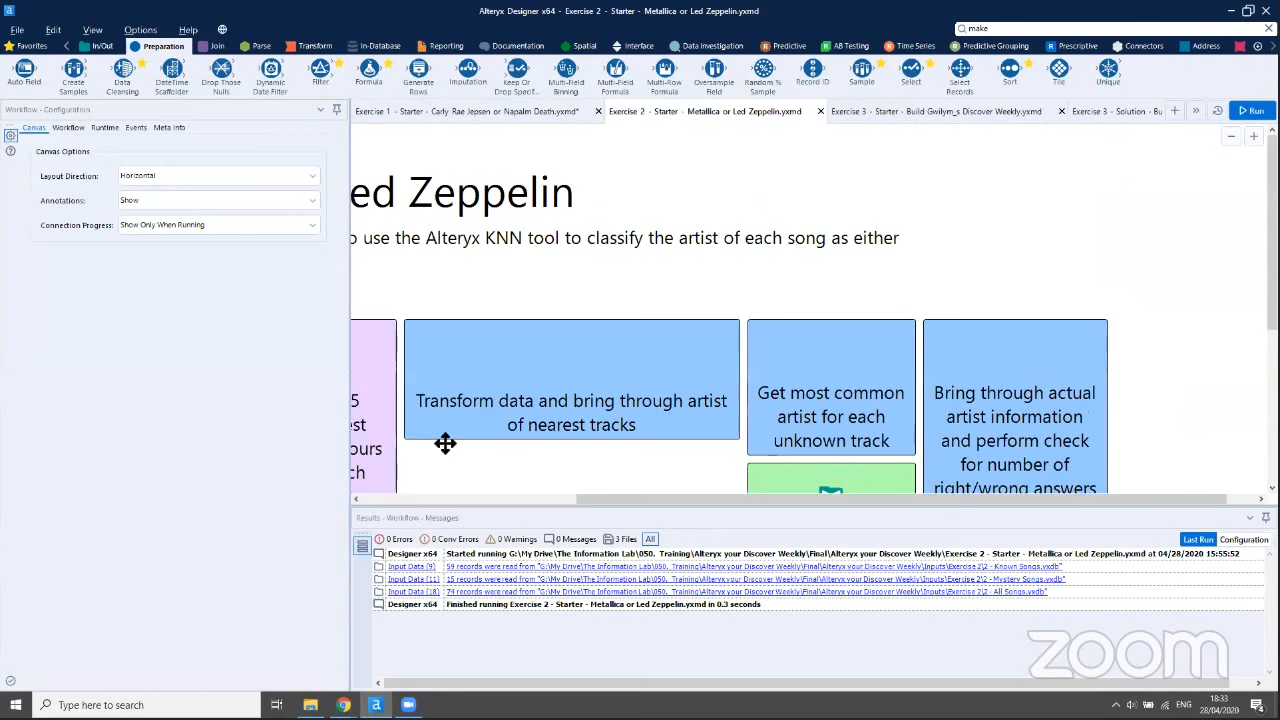 Alteryx Designer x64 - Exercise 2 - Starter - Metallica or Led Zeppelin.yxmd
File Edit View Options Help
make
Favorites In/Out Preparation Join Parse Transform In-Database Reporting Documentation Spatial Interface Data Investigation Predictive AB Testing Time Series Predictive Grouping Prescriptive Connectors Address
Auto Field
Create Samples
Data Cleansing
DateTime Scaffolder
Drop Those Nulls
Dynamic Date Filter
Filter
Formula
Generate Rows
Imputation
Keep Or Drop Specif...
Multi-Field Binning
Multi-Field Formula
Multi-Row Formula
Oversample Field
Random % Sample
Record ID
Sample
Select
Select Records
Sort
Tile
Unique
Workflow - Configuration
Exercise 1 - Starter - Carly Rae Jepsen or Napalm Death.yxmd*
Exercise 2 - Starter - Metallica or Led Zeppelin.yxmd
Exercise 3 - Starter - Build Gwilym_s Discover Weekly.yxmd
Exercise 3 - Solution - Bu
Run
Canvas Workflow Runtime Events Meta Info
Canvas Options
Layout Direction: Horizontal
Annotations: Show
Connection Progress: Show Only When Running
ed Zeppelin
o use the Alteryx KNN tool to classify the artist of each song as either
5
est
ours
ch
Transform data and bring through artist
of nearest tracks
Get most common
artist for each
unknown track
Bring through actual
artist information
and perform check
for number of
right/wrong answers
Results - Workflow - Messages
0 Errors 0 Conv Errors 0 Warnings 0 Messages 3 Files All
Last Run Configuration
Designer x64 Started running G:\My Drive\The Information Lab\050. Training\Alteryx your Discover Weekly\Final\Alteryx your Discover Weekly\Exercise 2 - Starter - Metallica or Led Zeppelin.yxmd at 04/28/2020 15:55:52
Input Data (9) 59 records were read from "G:\My Drive\The Information Lab\050. Training\Alteryx your Discover Weekly\Final\Alteryx your Discover Weekly\Inputs\Exercise 2\2 - Known Songs.yxdb"
Input Data (11) 15 records were read from "G:\My Drive\The Information Lab\050. Training\Alteryx your Discover Weekly\Final\Alteryx your Discover Weekly\Inputs\Exercise 2\2 - Mystery Songs.yxdb"
Input Data (18) 74 records were read from "G:\My Drive\The Information Lab\050. Training\Alteryx your Discover Weekly\Final\Alteryx your Discover Weekly\Inputs\Exercise 2\2 - All Songs.yxdb"
Designer x64 Finished running Exercise 2 - Starter - Metallica or Led Zeppelin.yxmd in 0.3 seconds
zoom
Type here to search
ENG
18:33
28/04/2020
4